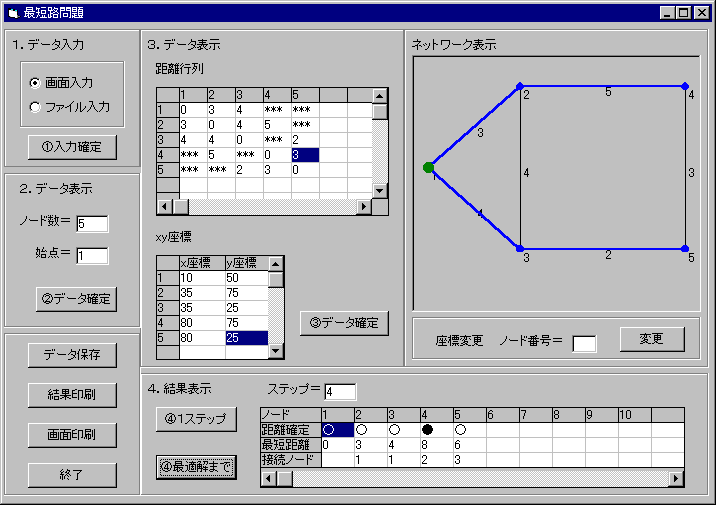 最短路問題
1. データ入力
画面入力
ファイル入力
①入力確定
2. データ表示
ノード数＝ 5
始点＝ 1
②データ確定
データ保存
結果印刷
画面印刷
終了
3. データ表示
距離行列
1 2 3 4 5
1 0 3 4 *** ***
2 3 0 4 5 ***
3 4 4 0 *** 2
4 *** 5 *** 0 3
5 *** *** 2 3 0
xy座標
x座標 y座標
1 10 50
2 35 75
3 35 25
4 80 75
5 80 25
③データ確定
ネットワーク表示
2 5 4
3
1 4 3
4
3 2 5
座標変更 ノード番号＝ 変更
4. 結果表示 ステップ＝ 4
④1ステップ
④最適解まで
ノード 1 2 3 4 5 6 7 8 9 10
距離確定 ○ ○ ○ ● ○
最短距離 0 3 4 8 6
接続ノード 1 1 2 3